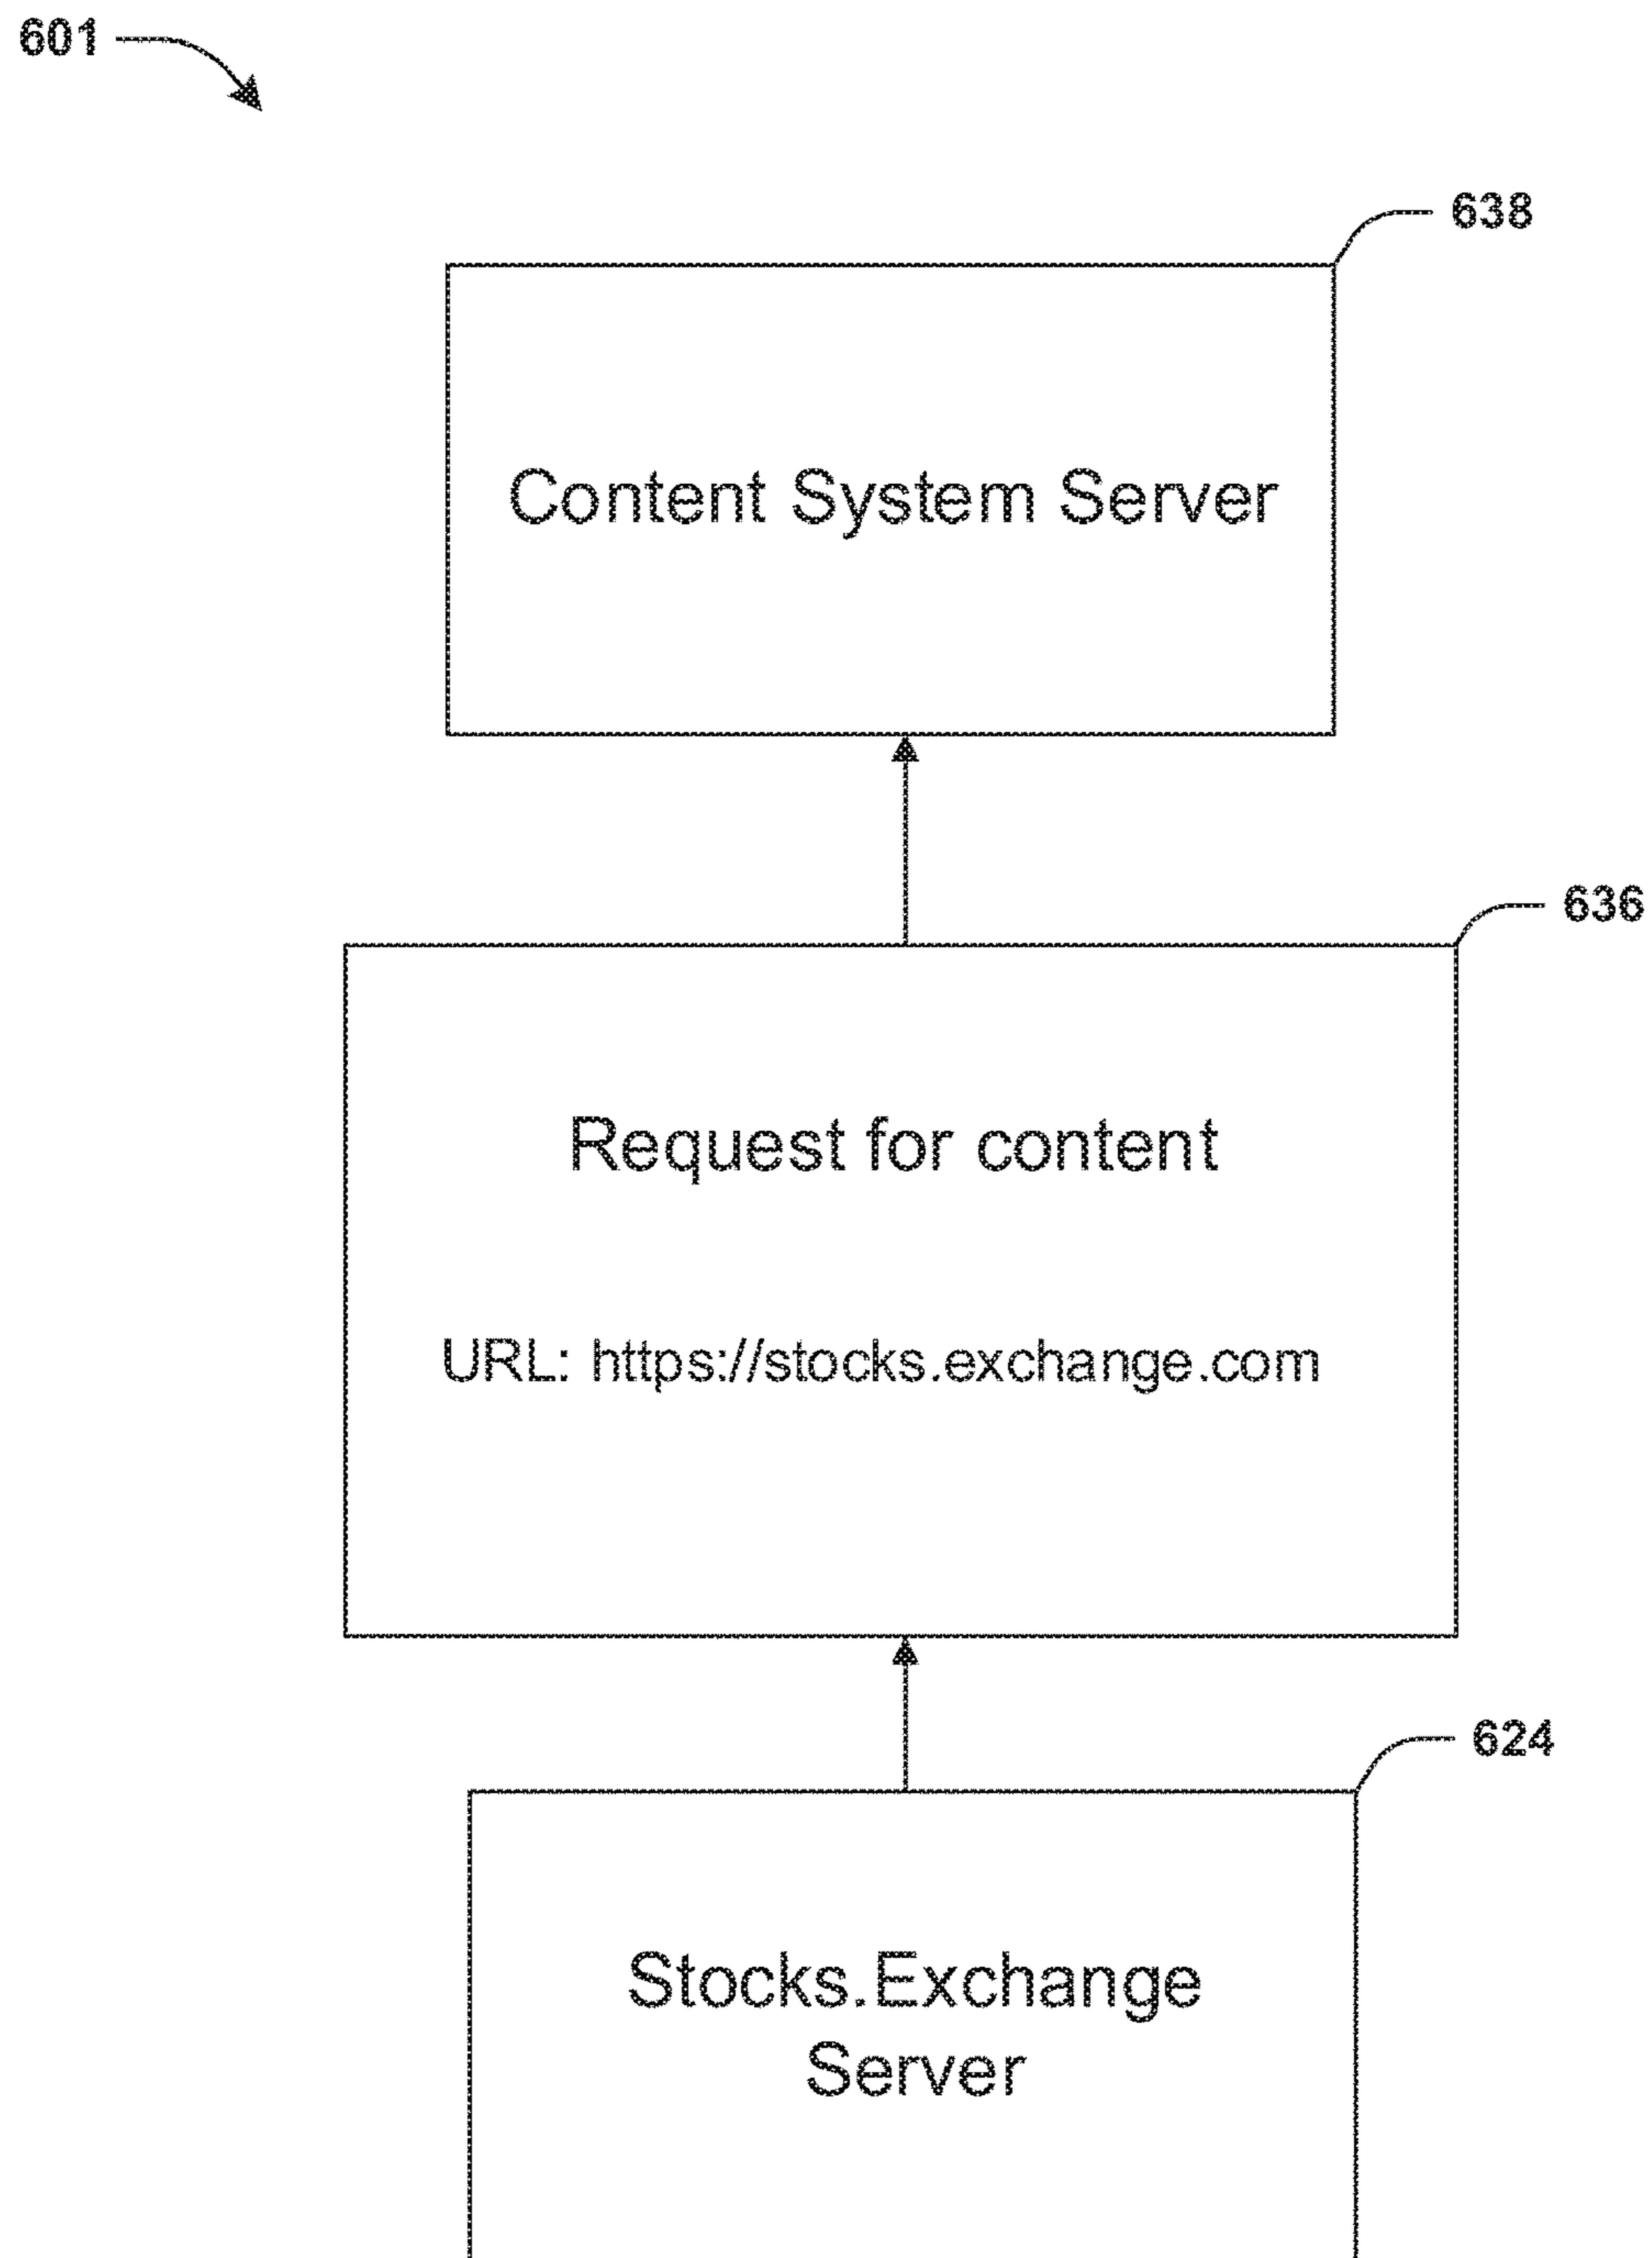 601
638
Content System Server
636
Request for content
URL: https://stocks.exchange.com
624
Stocks.Exchange
Server